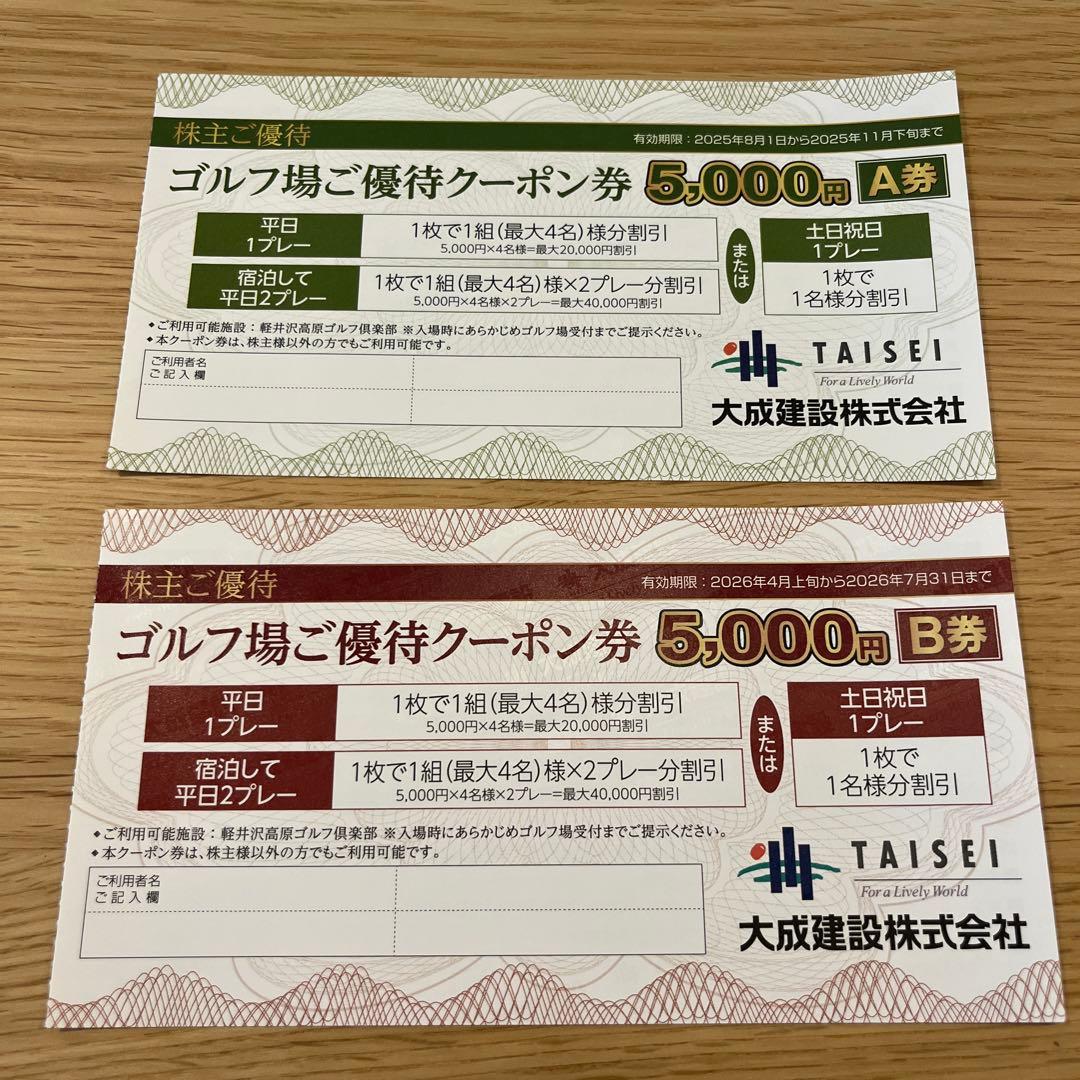 株主ご優待
有効期限：2025年8月1日から2025年11月下旬まで
ゴルフ場ご優待クーポン券 5,000円 A券
平日
1プレー
1枚で1組(最大4名)様分割引
5,000円×4名様=最大20,000円割引
宿泊して
平日2プレー
1枚で1組(最大4名)様×2プレー分割引
5,000円×4名様×2プレー=最大40,000円割引
または
土日祝日
1プレー
1枚で
1名様分割引
◆ご利用可能施設：軽井沢高原ゴルフ倶楽部 ※入場時にあらかじめゴルフ場受付までご提示ください。
◆本クーポン券は、株主様以外の方でもご利用可能です。
ご利用者名
ご記入欄
TAISEI
For a Lively World
大成建設株式会社
株主ご優待
有効期限：2026年4月上旬から2026年7月31日まで
ゴルフ場ご優待クーポン券 5,000円 B券
平日
1プレー
1枚で1組(最大4名)様分割引
5,000円×4名様=最大20,000円割引
宿泊して
平日2プレー
1枚で1組(最大4名)様×2プレー分割引
5,000円×4名様×2プレー=最大40,000円割引
または
土日祝日
1プレー
1枚で
1名様分割引
◆ご利用可能施設：軽井沢高原ゴルフ倶楽部 ※入場時にあらかじめゴルフ場受付までご提示ください。
◆本クーポン券は、株主様以外の方でもご利用可能です。
ご利用者名
ご記入欄
TAISEI
For a Lively World
大成建設株式会社